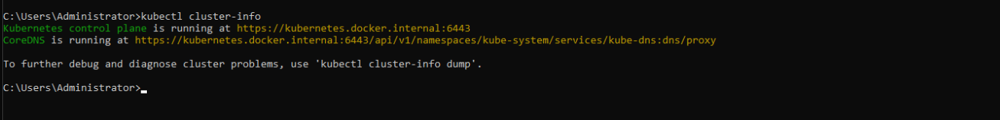 C:\Users\Administrator>kubectl cluster-info
Kubernetes control plane is running at https://kubernetes.docker.internal:6443
CoreDNS is running at https://kubernetes.docker.internal:6443/api/v1/namespaces/kube-system/services/kube-dns:dns/proxy
To further debug and diagnose cluster problems, use 'kubectl cluster-info dump'.
C:\Users\Administrator>